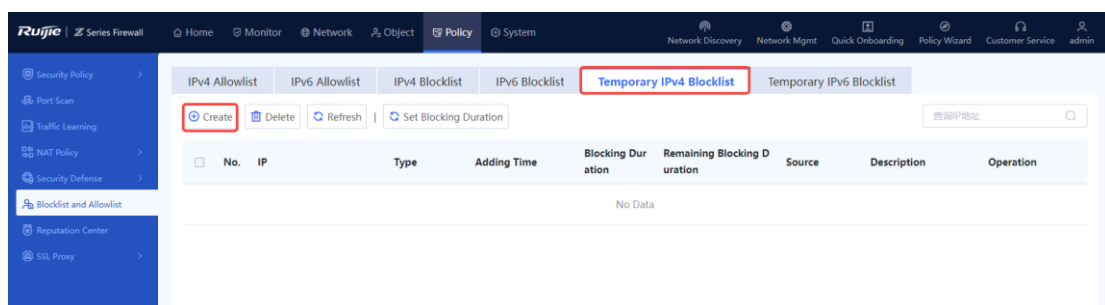 Ruijie | Z Series Firewall
Home Monitor Network Object Policy System
Network Discovery Network Mgmt Quick Onboarding Policy Wizard Customer Service admin
Security Policy
Port Scan
Traffic Learning
NAT Policy
Security Defense
Blocklist and Allowlist
Reputation Center
SSL Proxy
IPv4 Allowlist IPv6 Allowlist IPv4 Blocklist IPv6 Blocklist Temporary IPv4 Blocklist Temporary IPv6 Blocklist
Create Delete Refresh | Set Blocking Duration 查询IP地址
No. IP Type Adding Time Blocking Dur Remaining Blocking D Source Description Operation
ation uration
No Data